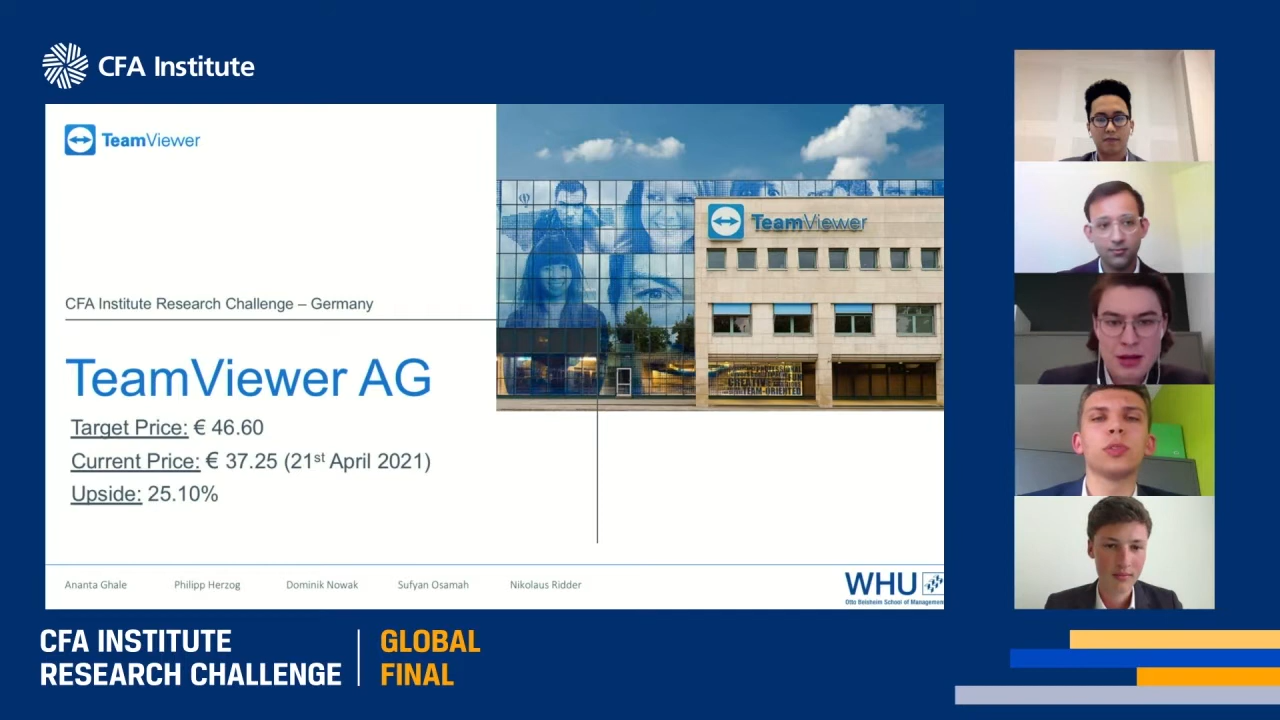 CFA Institute
TeamViewer
TeamViewer
CFA Institute Research Challenge – Germany
TeamViewer AG
Target Price: € 46.60
Current Price: € 37.25 (21st April 2021)
Upside: 25.10%
Ananta Ghale Philipp Herzog Dominik Nowak Sufyan Osamah Nikolaus Ridder
WHU
Otto Beisheim School of Management
CFA INSTITUTE
RESEARCH CHALLENGE
GLOBAL
FINAL